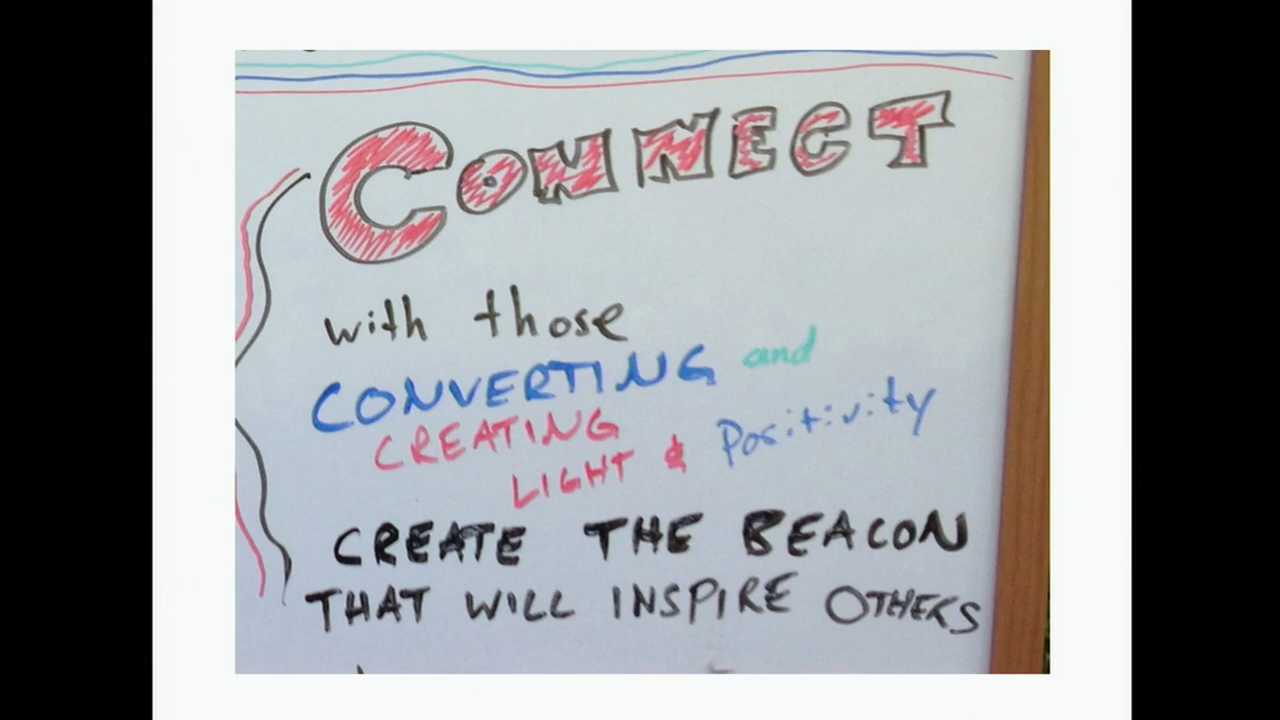 CONNECT
with those
CONVERTING and
CREATING
LIGHT & Positivity
CREATE THE BEACON
THAT WILL INSPIRE OTHERS